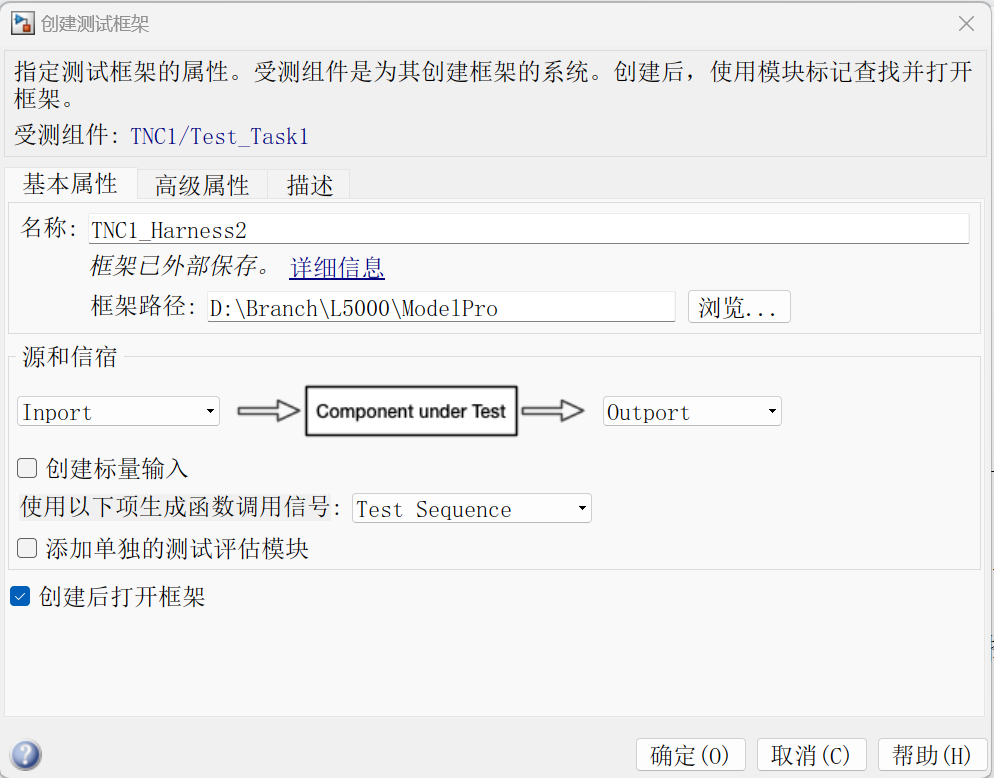 创建测试框架
指定测试框架的属性。受测组件是为其创建框架的系统。创建后，使用模块标记查找并打开
框架。
受测组件: TNC1/Test_Task1
基本属性 高级属性 描述
名称: TNC1_Harness2
框架已外部保存。 详细信息
框架路径: D:\Branch\L5000\ModelPro 浏览...
源和信宿
Inport Component under Test Outport
创建标量输入
使用以下项生成函数调用信号: Test Sequence
添加单独的测试评估模块
创建后打开框架
? 确定(O) 取消(C) 帮助(H)